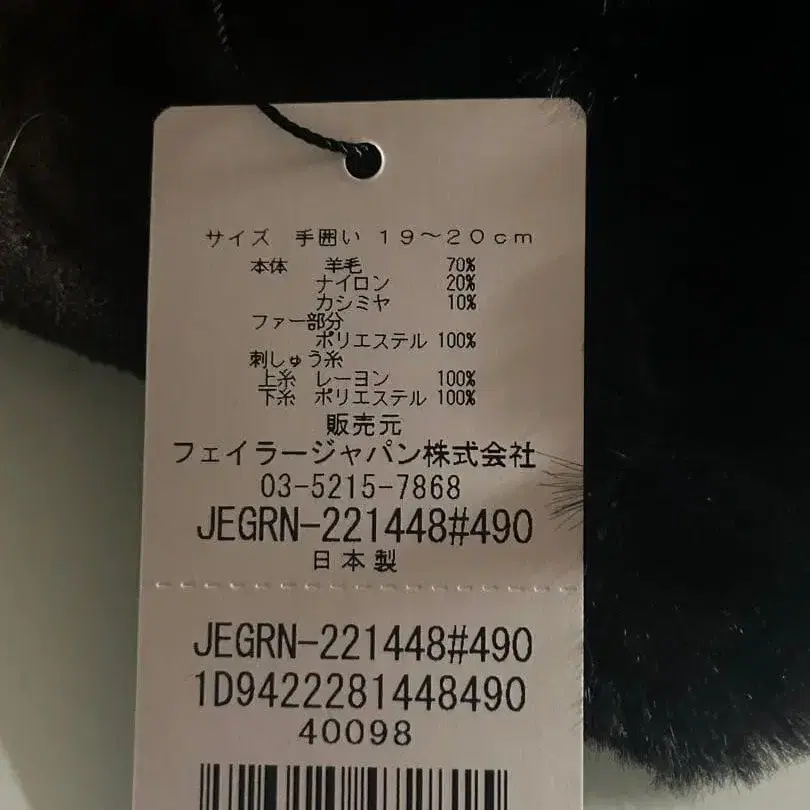 サイズ 手囲い 19〜20cm
本体 羊毛 70%
ナイロン 20%
カシミヤ 10%
ファー部分
ポリエステル 100%
刺しゅう糸
上糸 レーヨン 100%
下糸 ポリエステル 100%
販売元
フェイラージャパン株式会社
03-5215-7868
JEGRN-221448#490
日本製
JEGRN-221448#490
1D9422281448490
40098